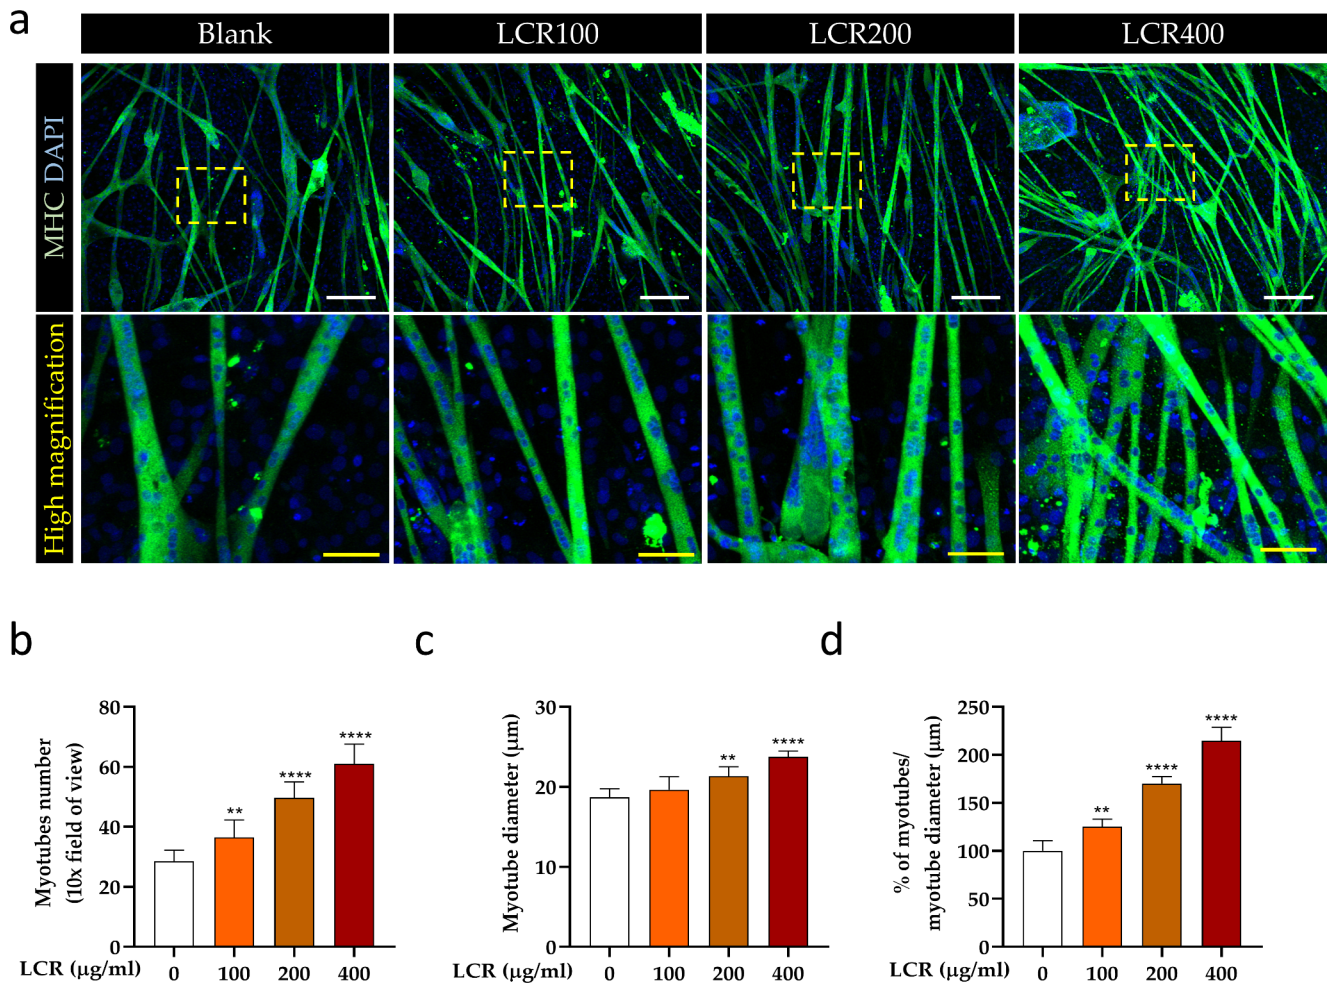 a
Blank
LCR100
LCR200
LCR400
MHC DAPI
High magnification
b
Myotubes number
(10x field of view)
80
60
40
20
0
**
****
****
LCR (μg/ml)
0
100
200
400
c
Myotube diameter (μm)
30
20
10
0
**
****
LCR (μg/ml)
0
100
200
400
d
% of myotubes/
myotube diameter (μm)
250
200
150
100
50
0
**
****
****
LCR (μg/ml)
0
100
200
400